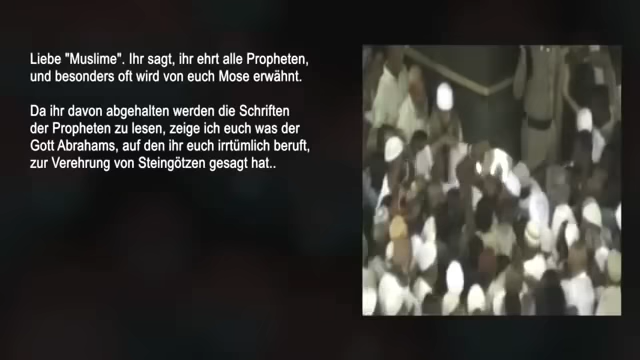 Liebe "Muslime". Ihr sagt, ihr ehrt alle Propheten,
und besonders oft wird von euch Mose erwähnt.
Da ihr davon abgehalten werden die Schriften
der Propheten zu lesen, zeige ich euch was der
Gott Abrahams, auf den ihr euch irrtümlich beruft,
zur Verehrung von Steingötzen gesagt hat..